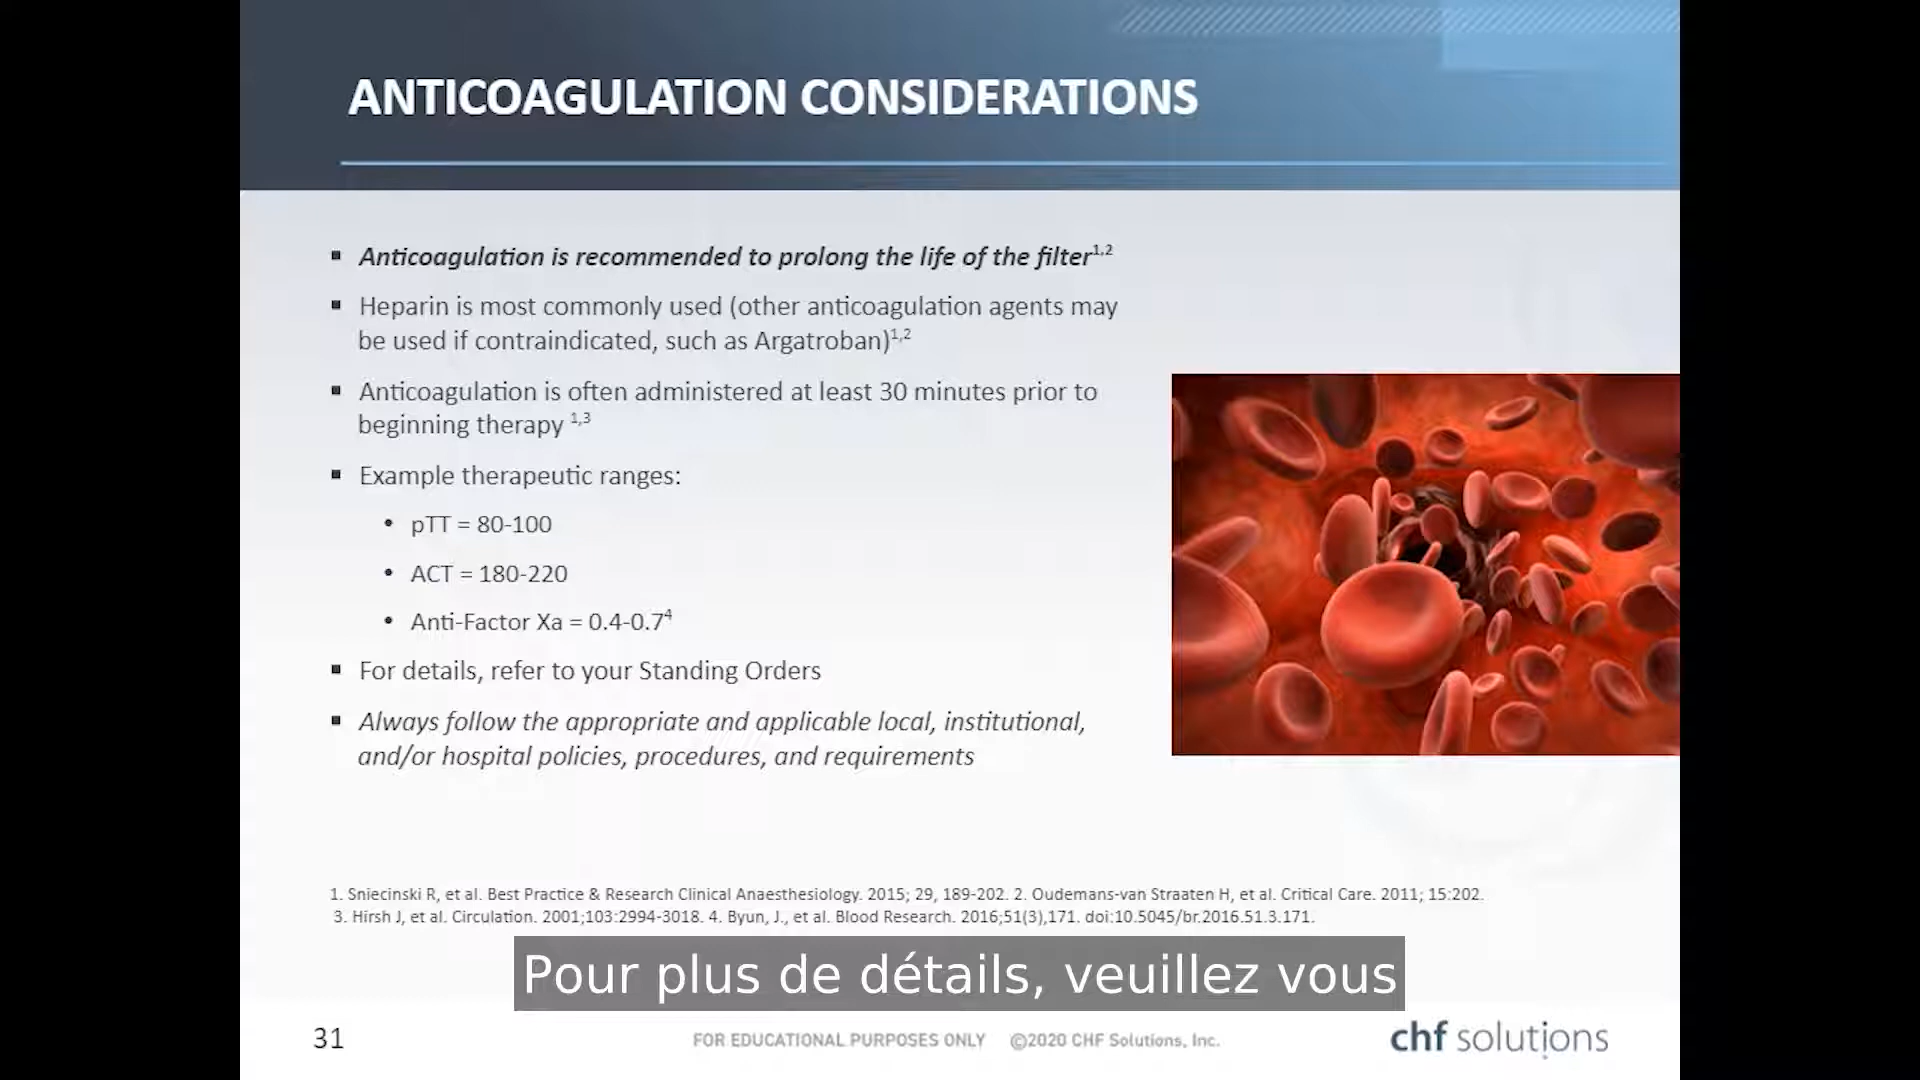 ANTICOAGULATION CONSIDERATIONS
▪ Anticoagulation is recommended to prolong the life of the filter1,2
▪ Heparin is most commonly used (other anticoagulation agents may
be used if contraindicated, such as Argatroban)1,2
▪ Anticoagulation is often administered at least 30 minutes prior to
beginning therapy 1,3
▪ Example therapeutic ranges:
• pTT = 80-100
• ACT = 180-220
• Anti-Factor Xa = 0.4-0.74
▪ For details, refer to your Standing Orders
▪ Always follow the appropriate and applicable local, institutional,
and/or hospital policies, procedures, and requirements
1. Sniecinski R, et al. Best Practice & Research Clinical Anaesthesiology. 2015; 29, 189-202. 2. Oudemans-van Straaten H, et al. Critical Care. 2011; 15:202.
3. Hirsh J, et al. Circulation. 2001;103:2994-3018. 4. Byun, J., et al. Blood Research. 2016;51(3),171. doi:10.5045/br.2016.51.3.171.
Pour plus de détails, veuillez vous
31
FOR EDUCATIONAL PURPOSES ONLY ©2020 CHF Solutions, Inc.
chf solutions